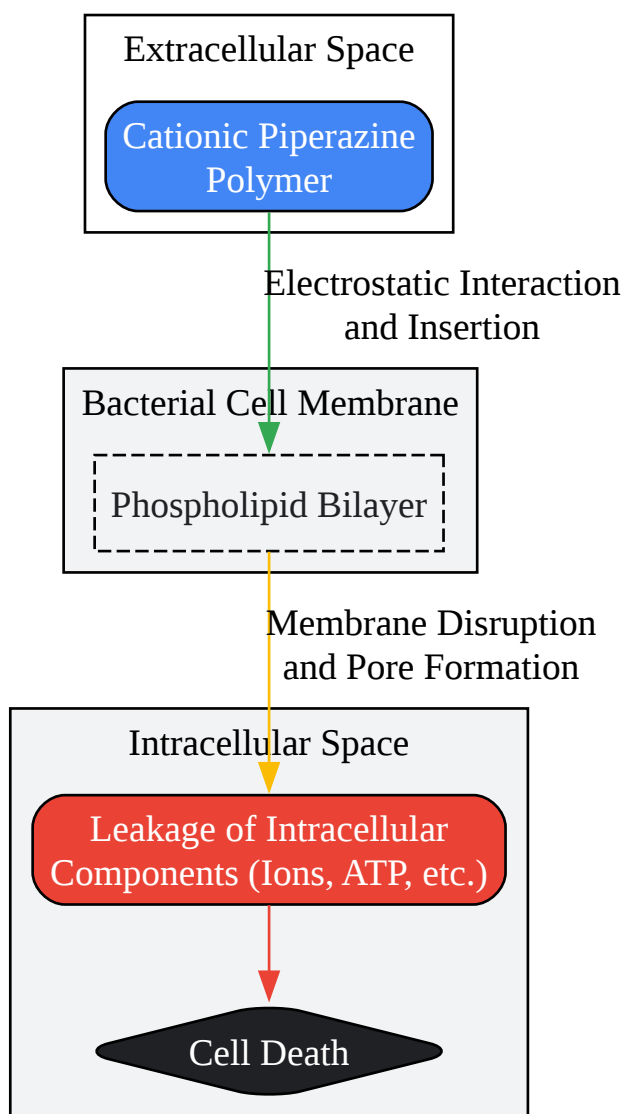 Extracellular Space
Cationic Piperazine
Polymer
Electrostatic Interaction
and Insertion
Bacterial Cell Membrane
Phospholipid Bilayer
Membrane Disruption
and Pore Formation
Intracellular Space
Leakage of Intracellular
Components (Ions, ATP, etc.)
Cell Death